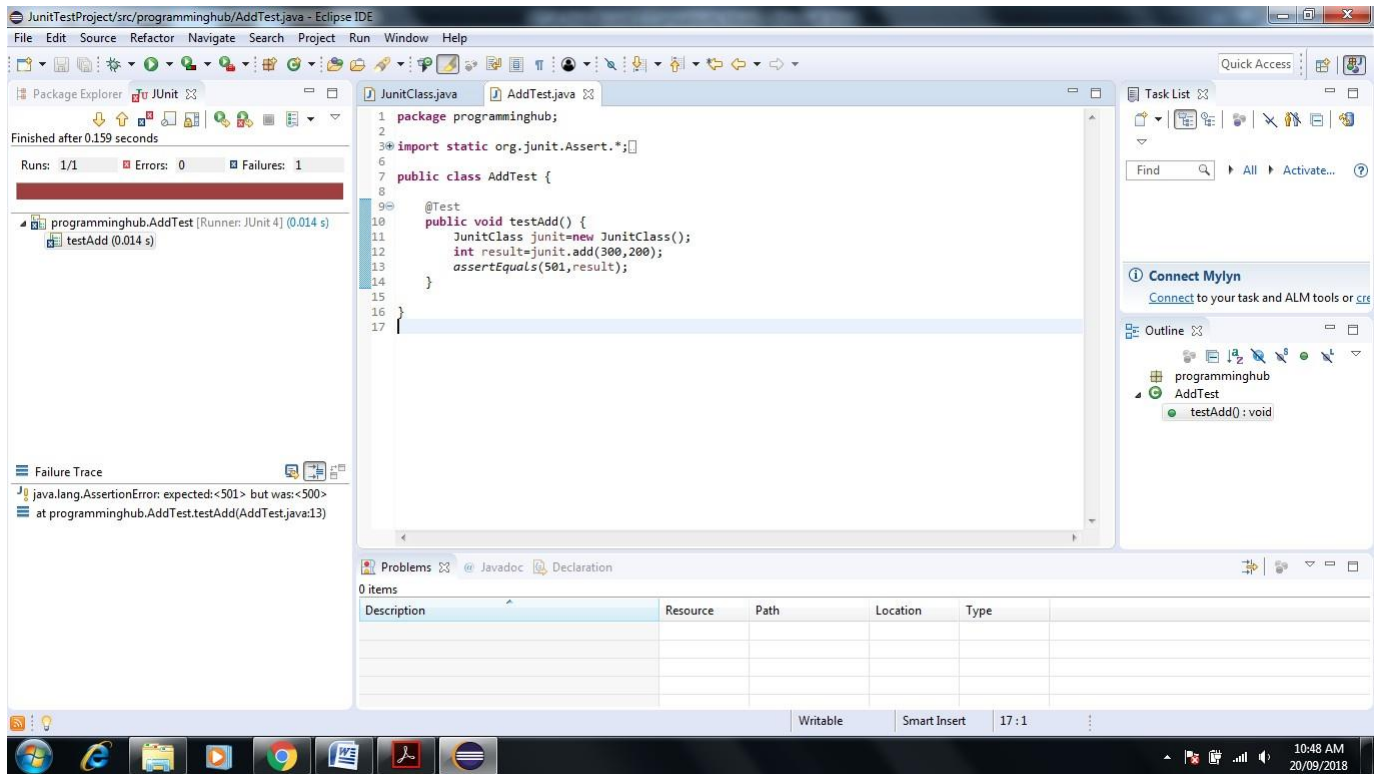 JunitTestProject/src/programminghub/AddTest.java - Eclipse IDE
File Edit Source Refactor Navigate Search Project Run Window Help
Quick Access
Package Explorer JUnit
Finished after 0.159 seconds
Runs: 1/1 Errors: 0 Failures: 1
programminghub.AddTest [Runner: JUnit 4] (0.014 s)
testAdd (0.014 s)
Failure Trace
java.lang.AssertionError: expected:<501> but was:<500>
at programminghub.AddTest.testAdd(AddTest.java:13)
JunitClass.java AddTest.java
1 package programminghub;
2
3 import static org.junit.Assert.*;
6
7 public class AddTest {
8
9 @Test
10 public void testAdd() {
11 JunitClass junit=new JunitClass();
12 int result=junit.add(300,200);
13 assertEquals(501,result);
14 }
15
16 }
17
Problems Javadoc Declaration
0 items
Description Resource Path Location Type
Task List
Find All Activate...
Connect Mylyn
Connect to your task and ALM tools or cre
Outline
programminghub
AddTest
testAdd() : void
Writable Smart Insert 17 : 1
10:48 AM
20/09/2018